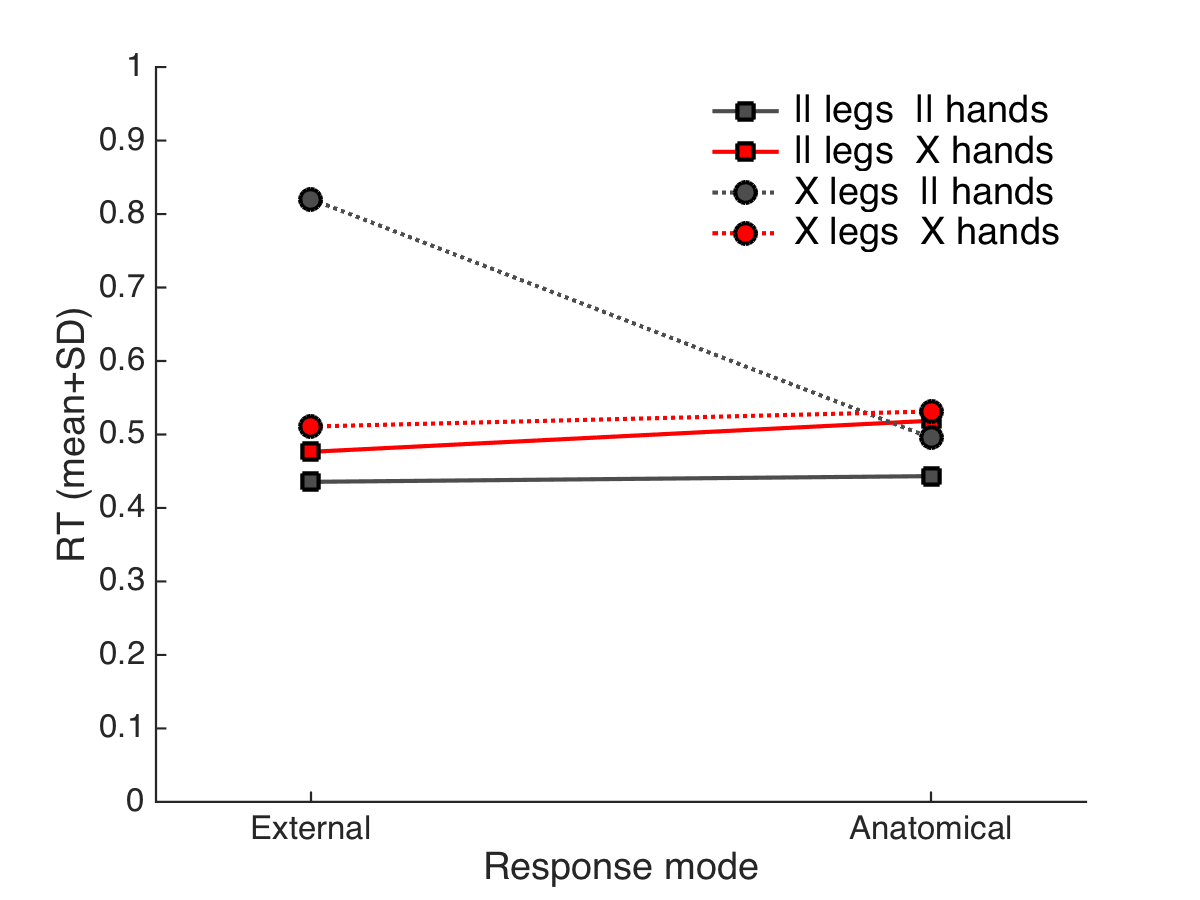 1
0.9
0.8
0.7
0.6
0.5
0.4
0.3
0.2
0.1
0
RT (mean+SD)
ll legs ll hands
ll legs X hands
X legs ll hands
X legs X hands
External
Anatomical
Response mode